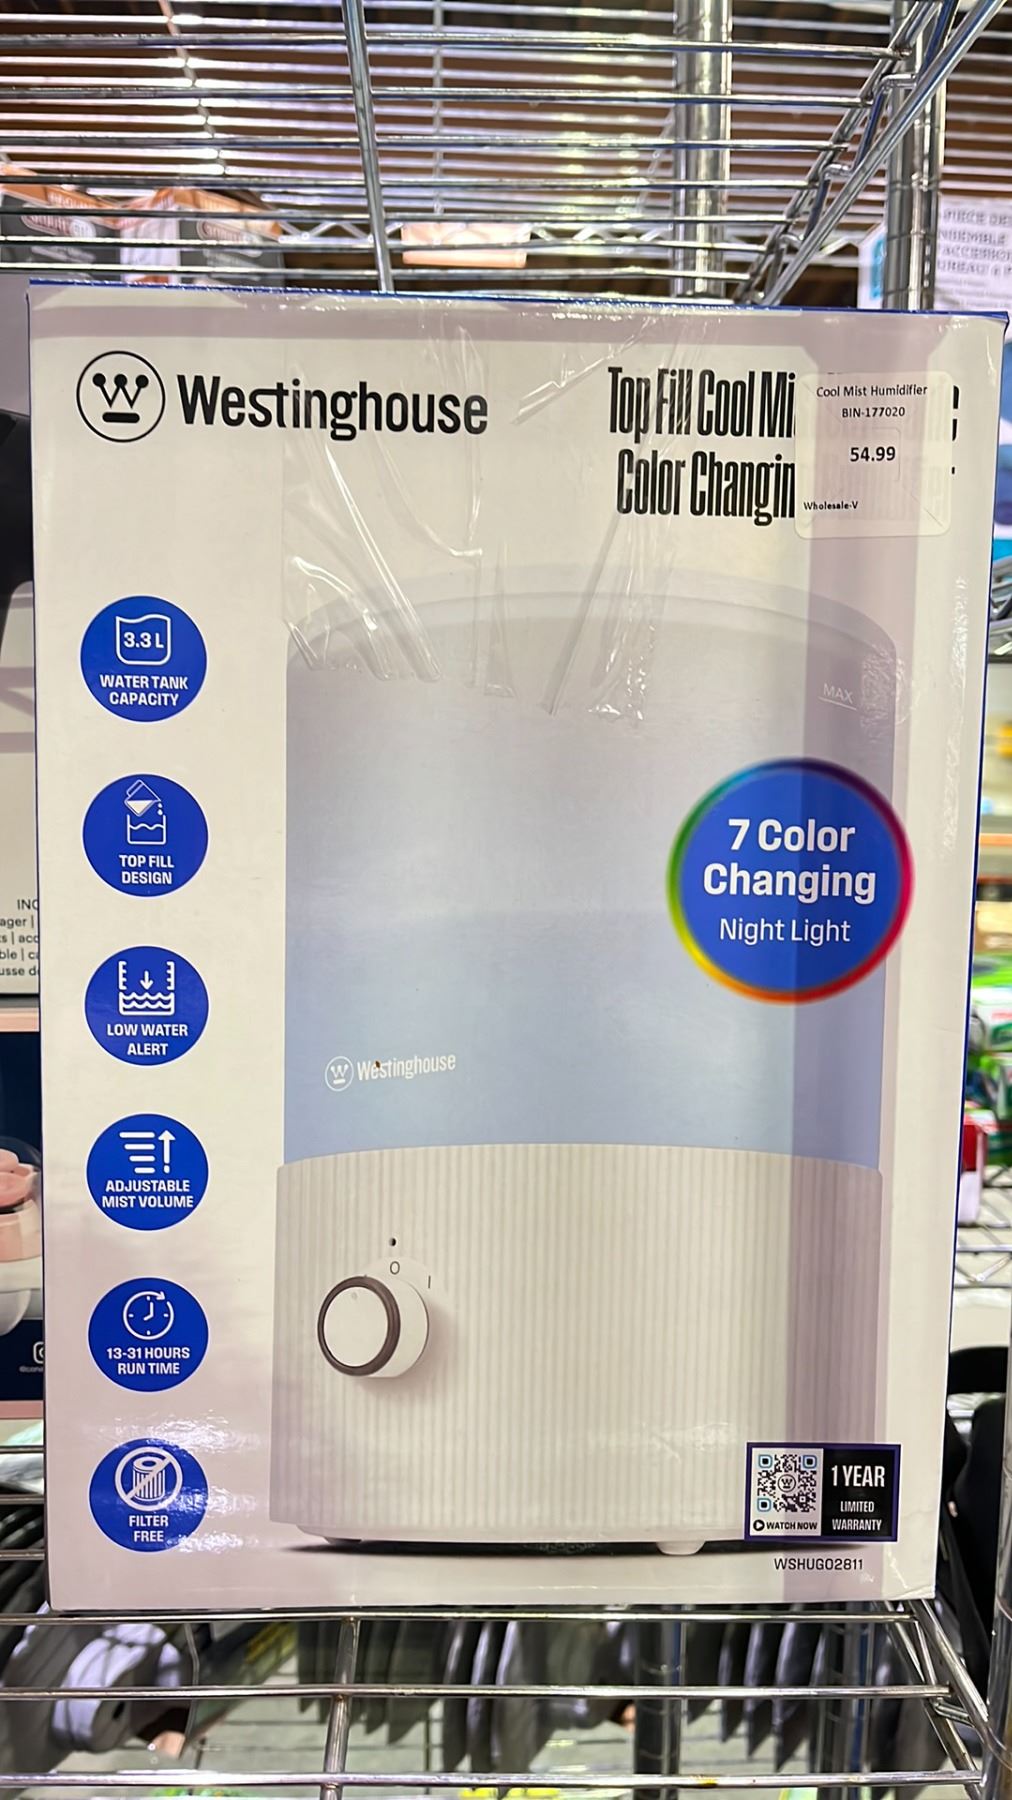 Westinghouse
Top Fill Cool Mi
Color Changin
Cool Mist Humidifier
BIN-177020
54.99
Wholesale-V
3.3 L
WATER TANK
CAPACITY
MAX
TOP FILL
DESIGN
7 Color
Changing
Night Light
LOW WATER
ALERT
Westinghouse
ADJUSTABLE
MIST VOLUME
O
I
13-31 HOURS
RUN TIME
FILTER
FREE
WATCH NOW
1 YEAR
LIMITED
WARRANTY
WSHUG02811